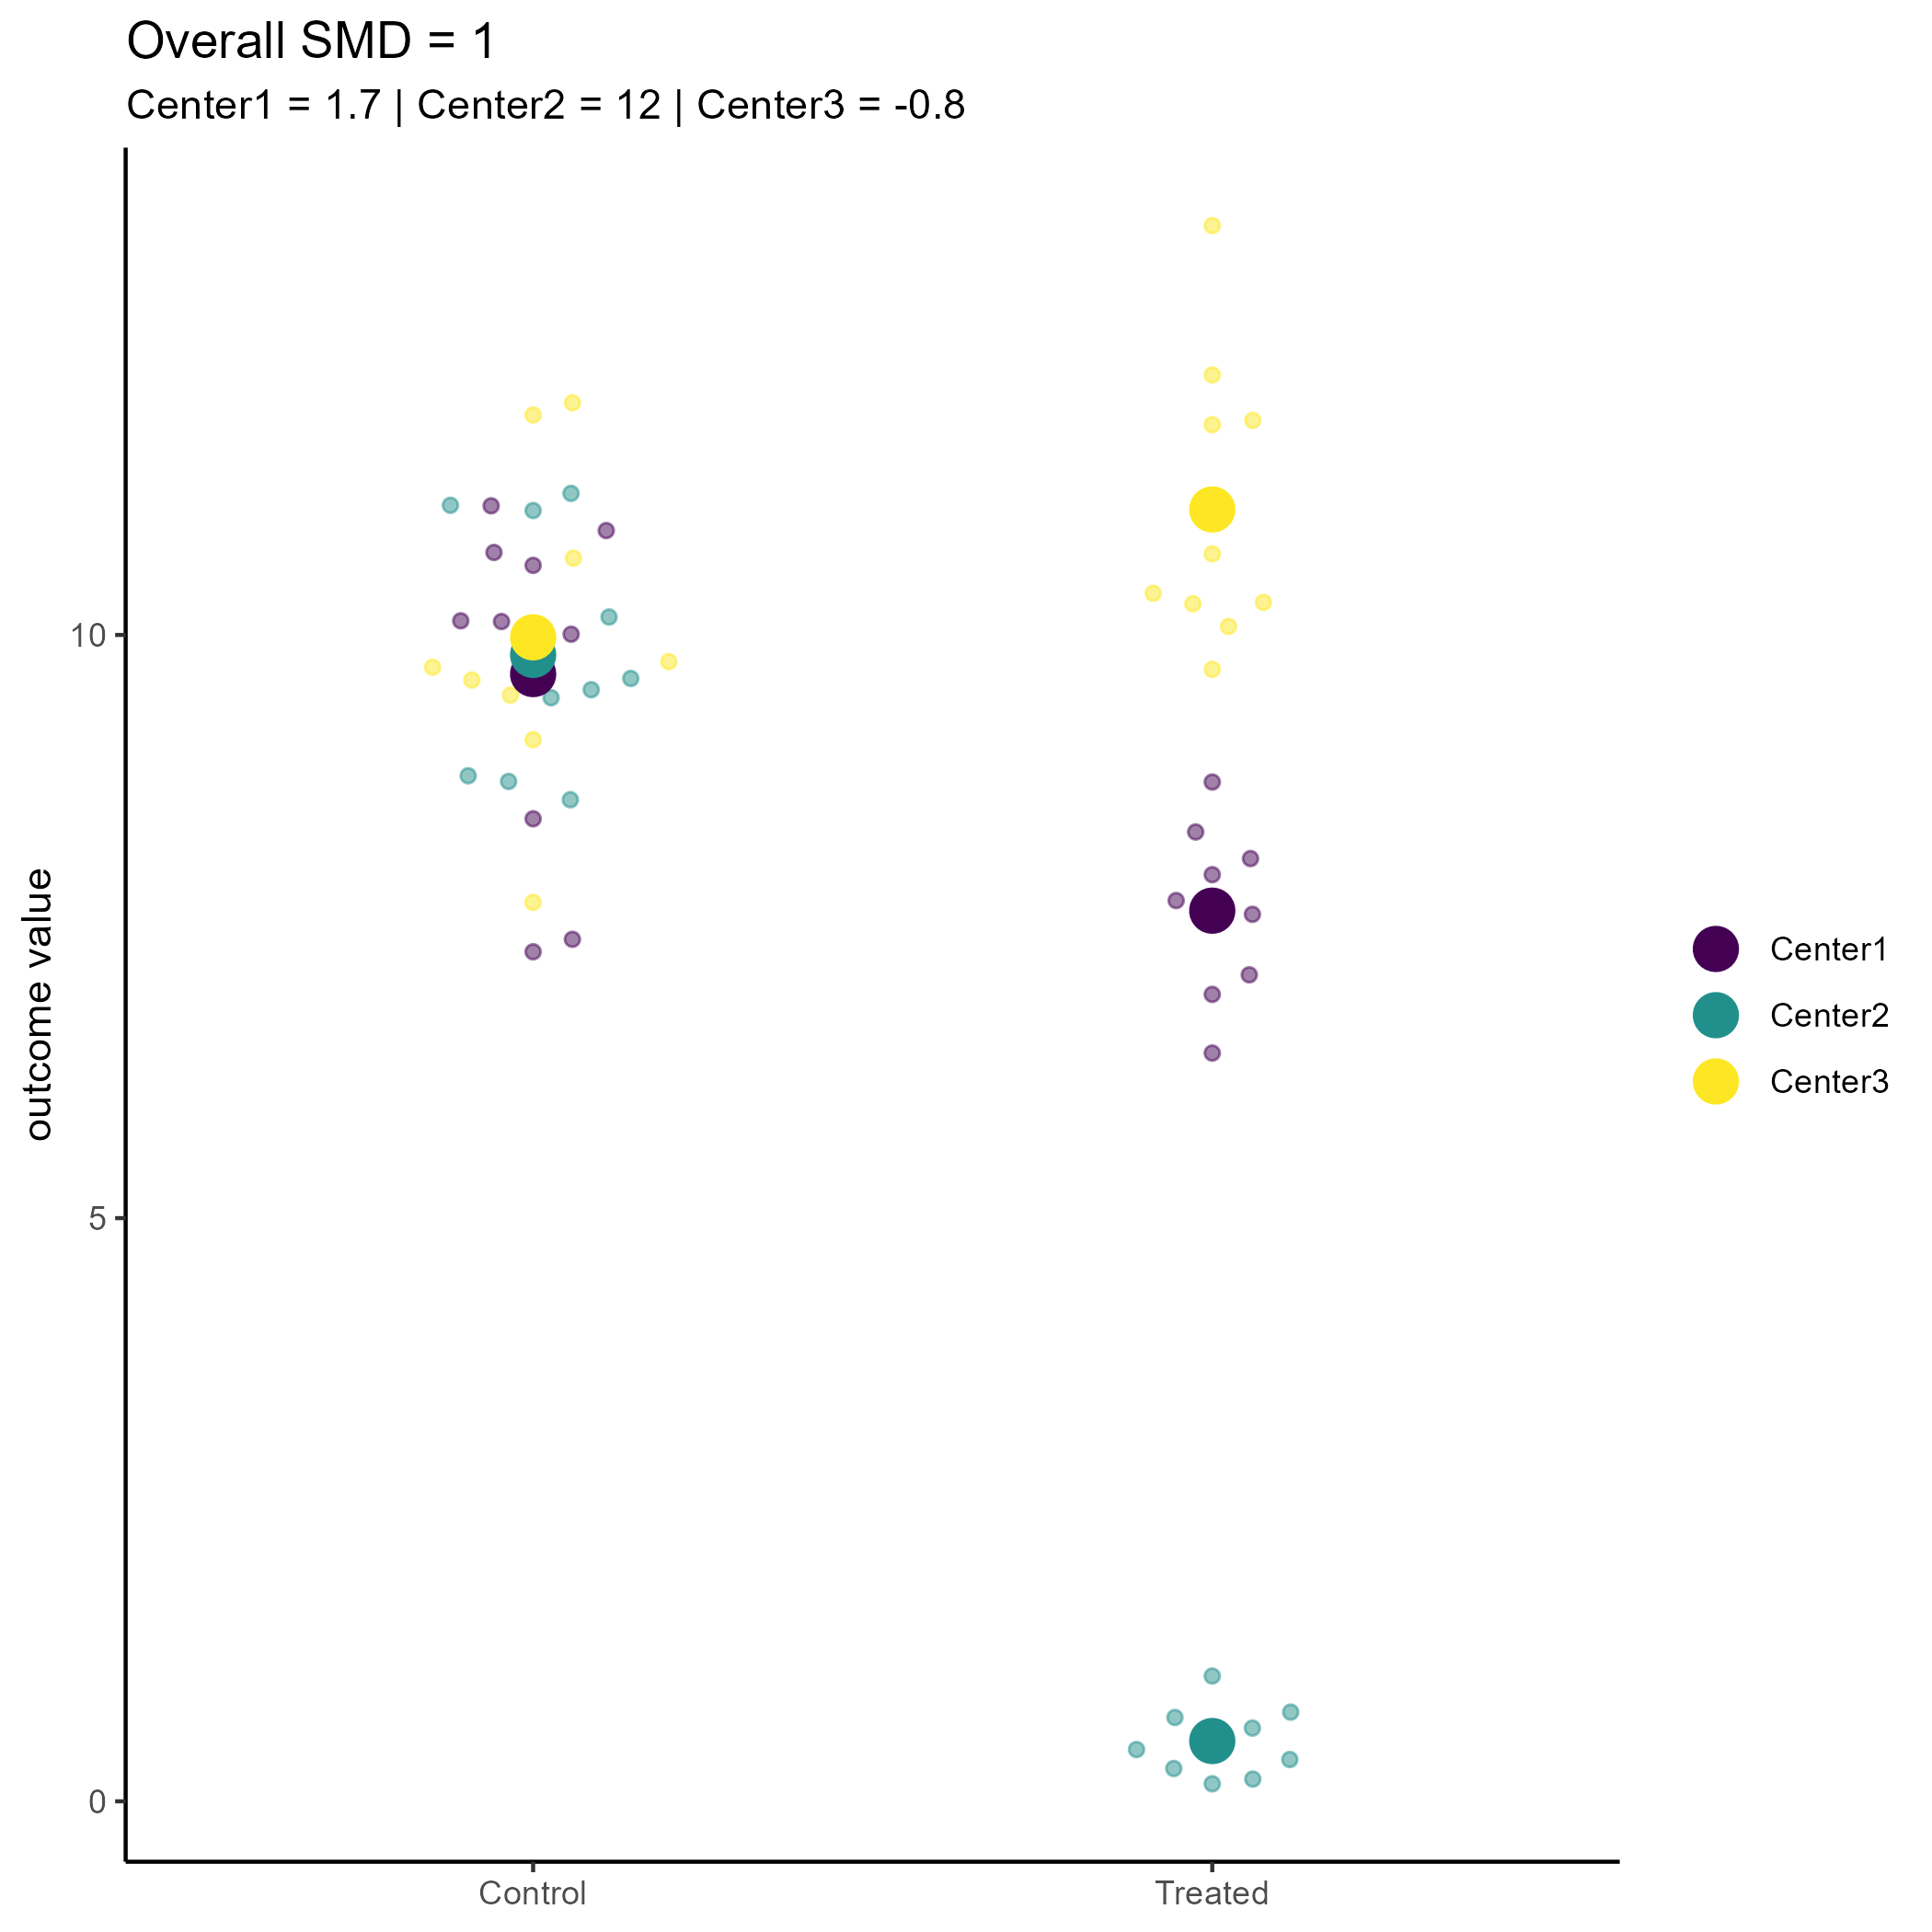 Overall SMD = 1
Center1 = 1.7 | Center2 = 12 | Center3 = -0.8
outcome value
10
5
0
Control
Treated
Center1
Center2
Center3